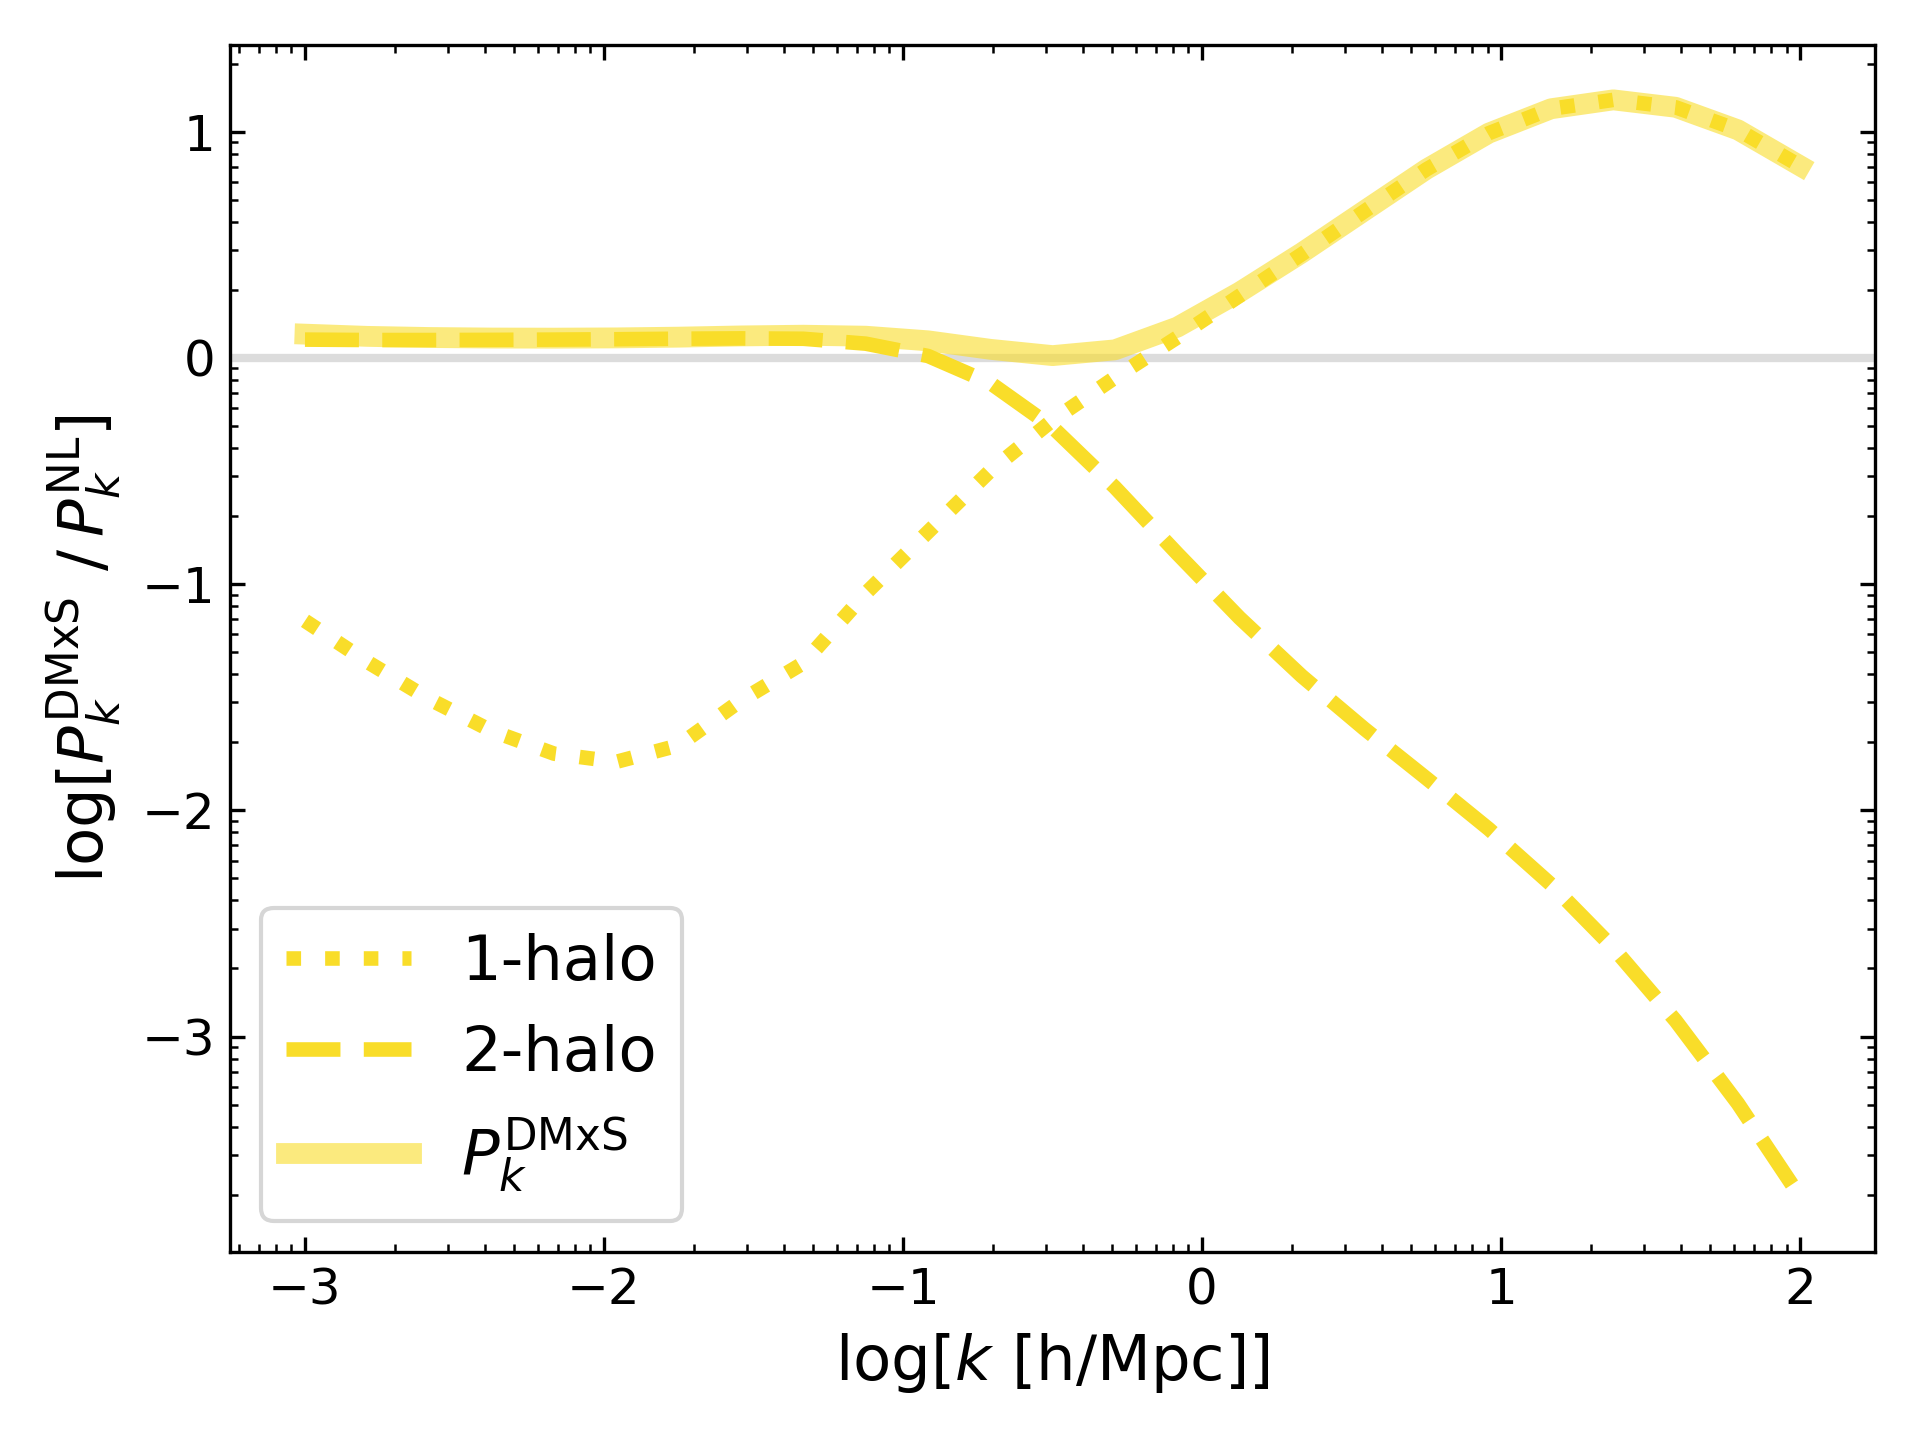 log[P_k^DMxS / P_k^NL]
1
0
−1
−2
−3
1-halo
2-halo
P_k^DMxS
−3 −2 −1 0 1 2
log[k [h/Mpc]]